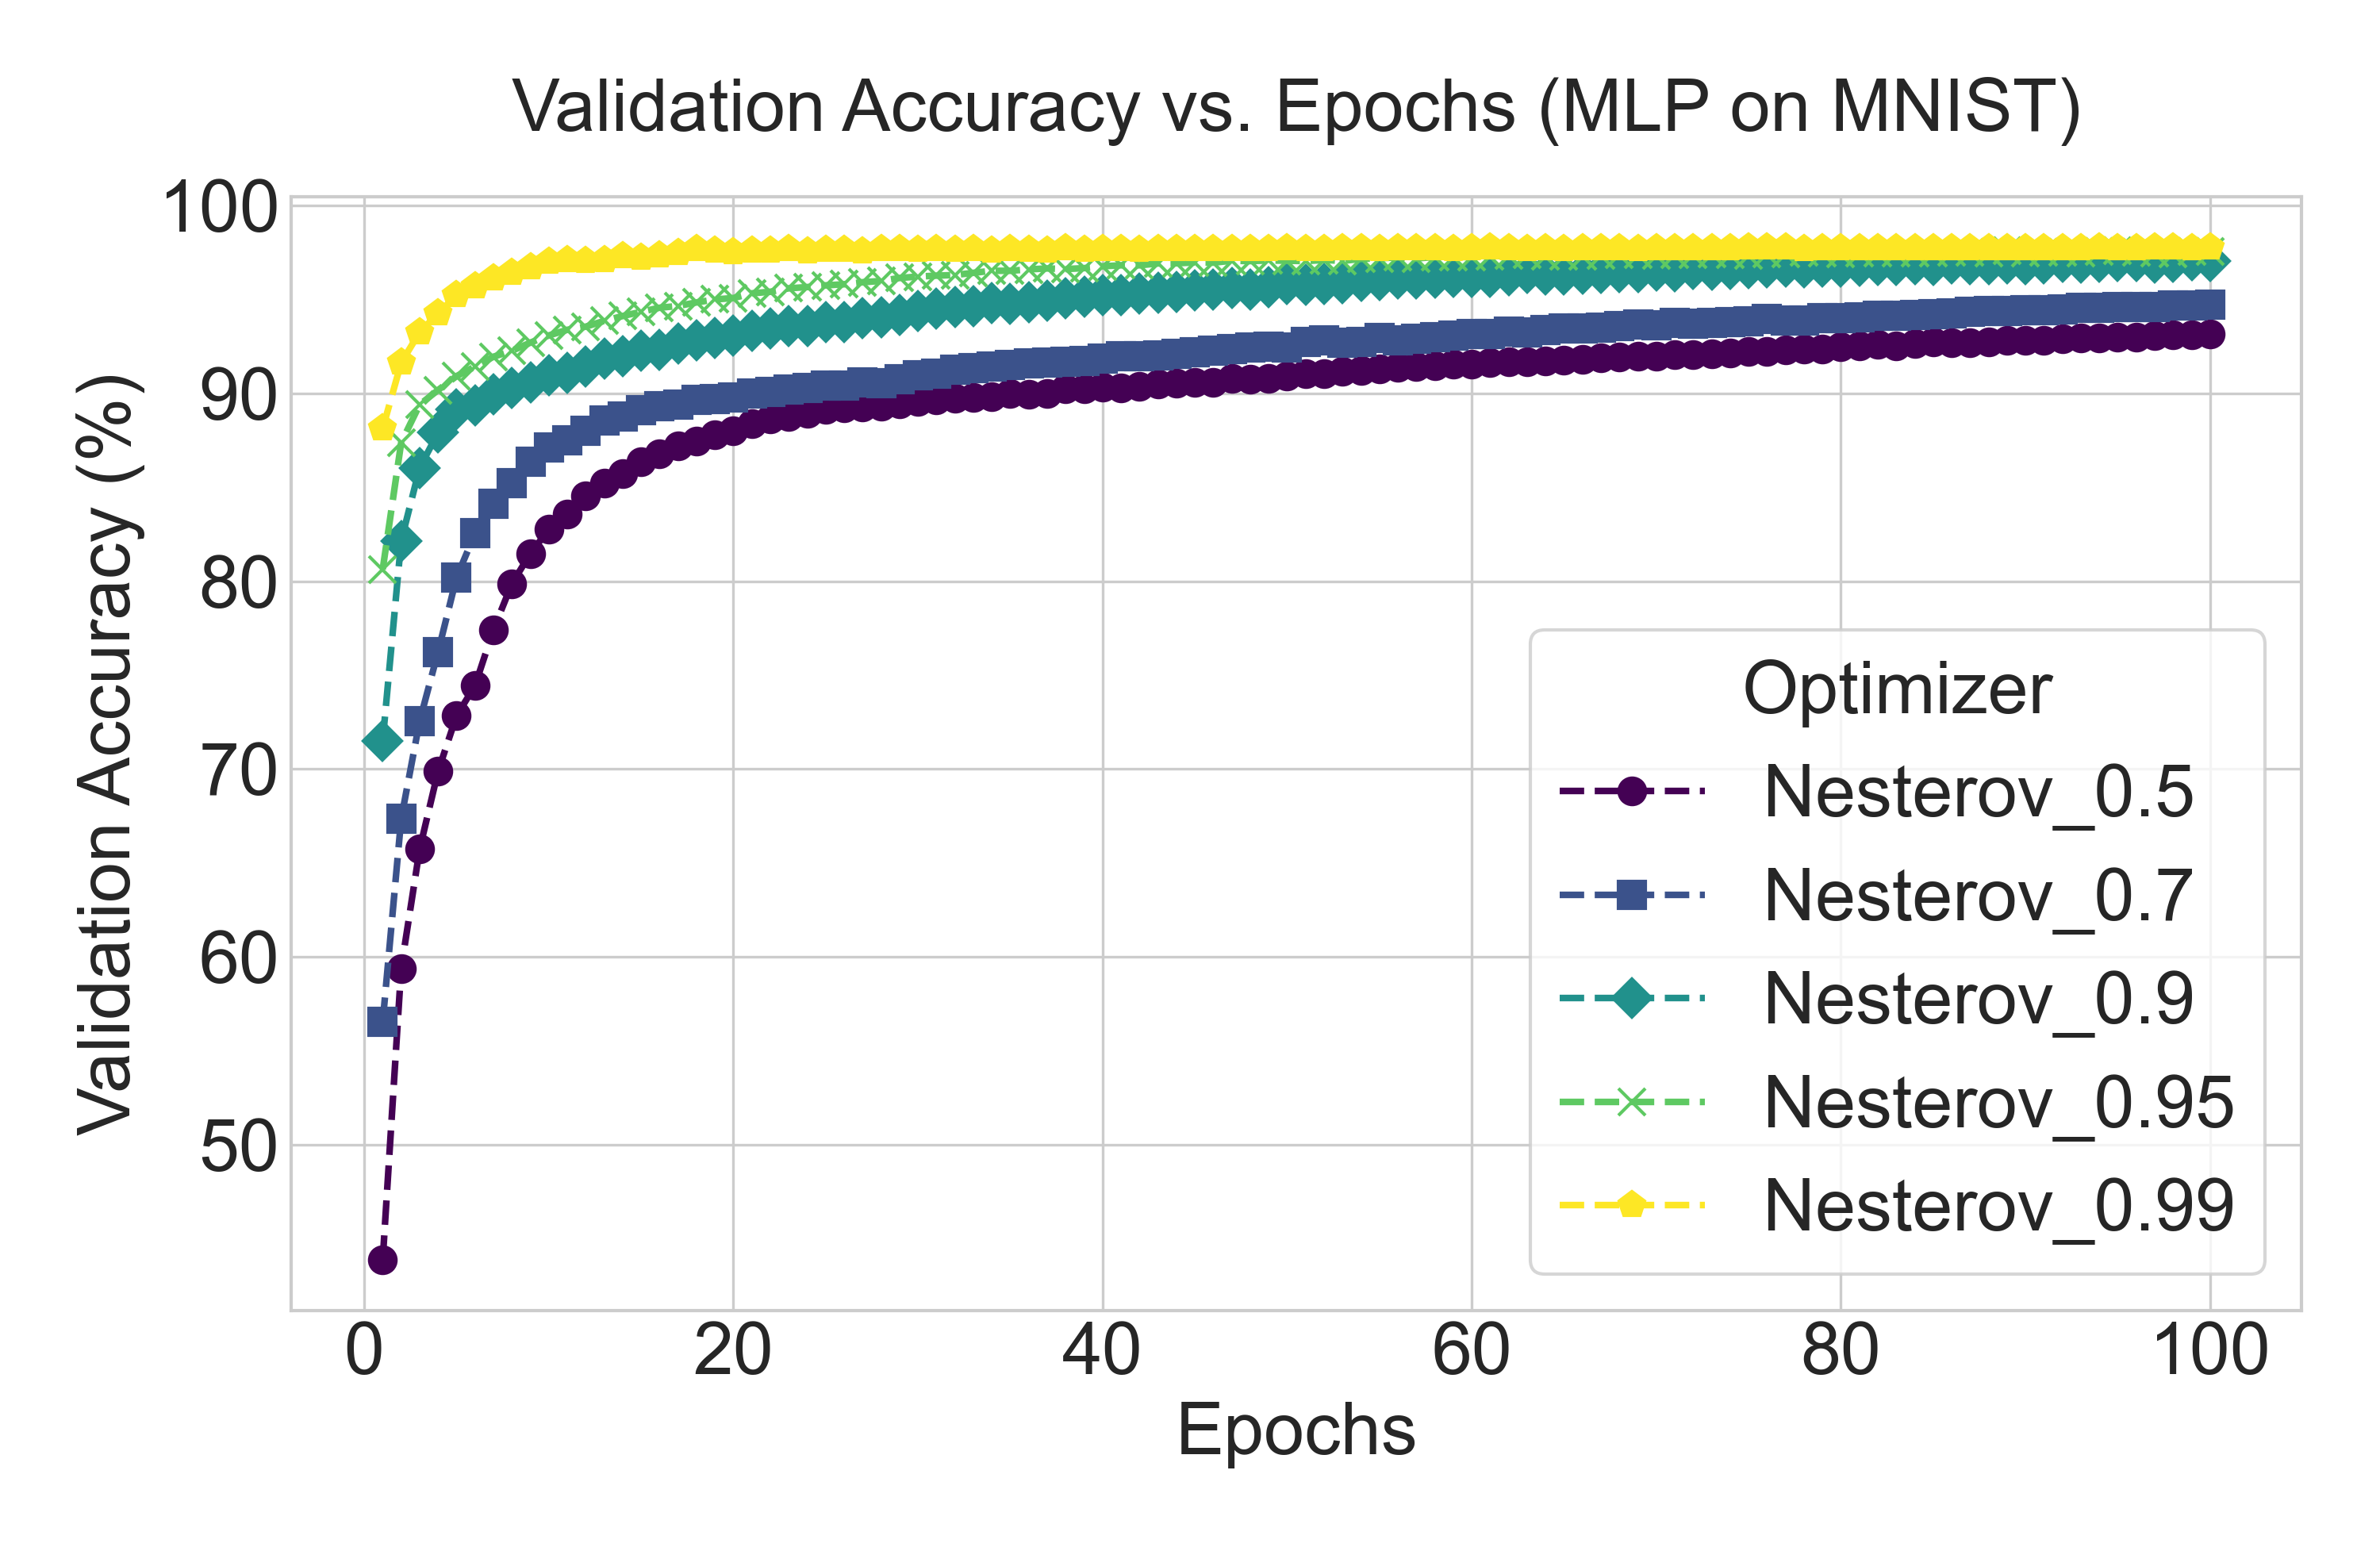 Validation Accuracy vs. Epochs (MLP on MNIST)
Validation Accuracy (%)
100
90
80
70
60
50
0
20
40
60
80
100
Epochs
Optimizer
Nesterov_0.5
Nesterov_0.7
Nesterov_0.9
Nesterov_0.95
Nesterov_0.99